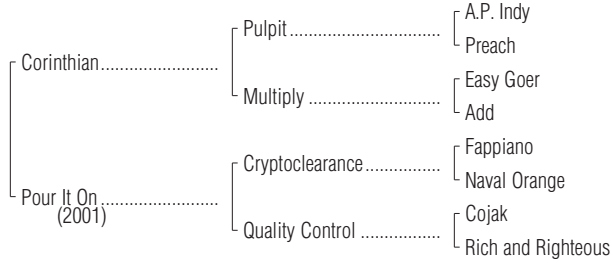 A.P. Indy
Pulpit........................................
Preach
Corinthian........................
Easy Goer
Multiply ...........................
Add
Fappiano
Cryptoclearance...............
Naval Orange
Pour It On ........................
(2001)
Cojak
Quality Control ................
Rich and Righteous